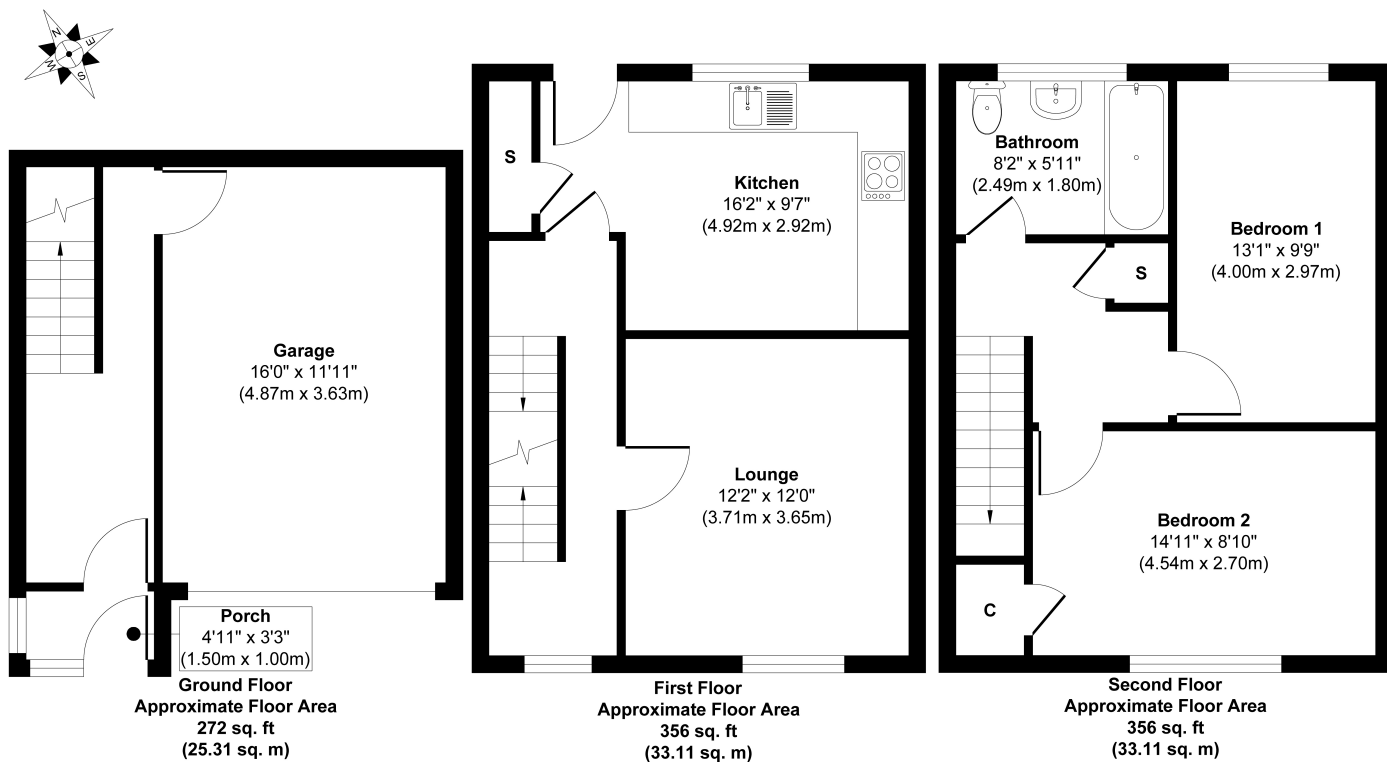 N
E
W
S
Garage
16'0" x 11'11"
(4.87m x 3.63m)
Porch
4'11" x 3'3"
(1.50m x 1.00m)
Ground Floor
Approximate Floor Area
272 sq. ft
(25.31 sq. m)
S
Kitchen
16'2" x 9'7"
(4.92m x 2.92m)
Lounge
12'2" x 12'0"
(3.71m x 3.65m)
First Floor
Approximate Floor Area
356 sq. ft
(33.11 sq. m)
Bathroom
8'2" x 5'11"
(2.49m x 1.80m)
Bedroom 1
13'1" x 9'9"
(4.00m x 2.97m)
S
Bedroom 2
14'11" x 8'10"
(4.54m x 2.70m)
C
Second Floor
Approximate Floor Area
356 sq. ft
(33.11 sq. m)